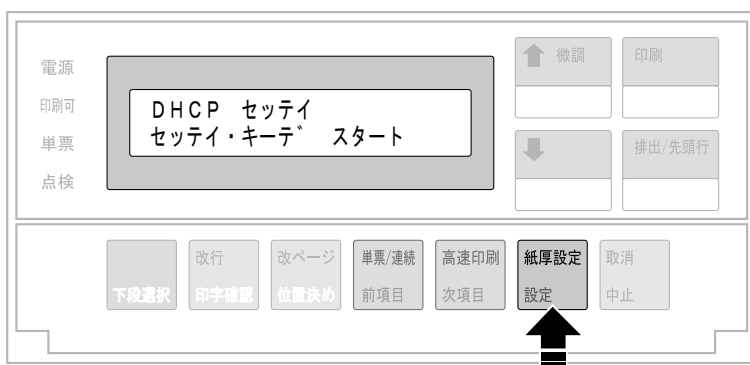 電源
印刷可
単票
点検
DHCP セッテイ
セッテイ・キーデ゛ スタート
微調
印刷
排出/先頭行
改行
改ページ
単票/連続
高速印刷
紙厚設定
取消
下段選択
印字確認
位置決め
前項目
次項目
設定
中止